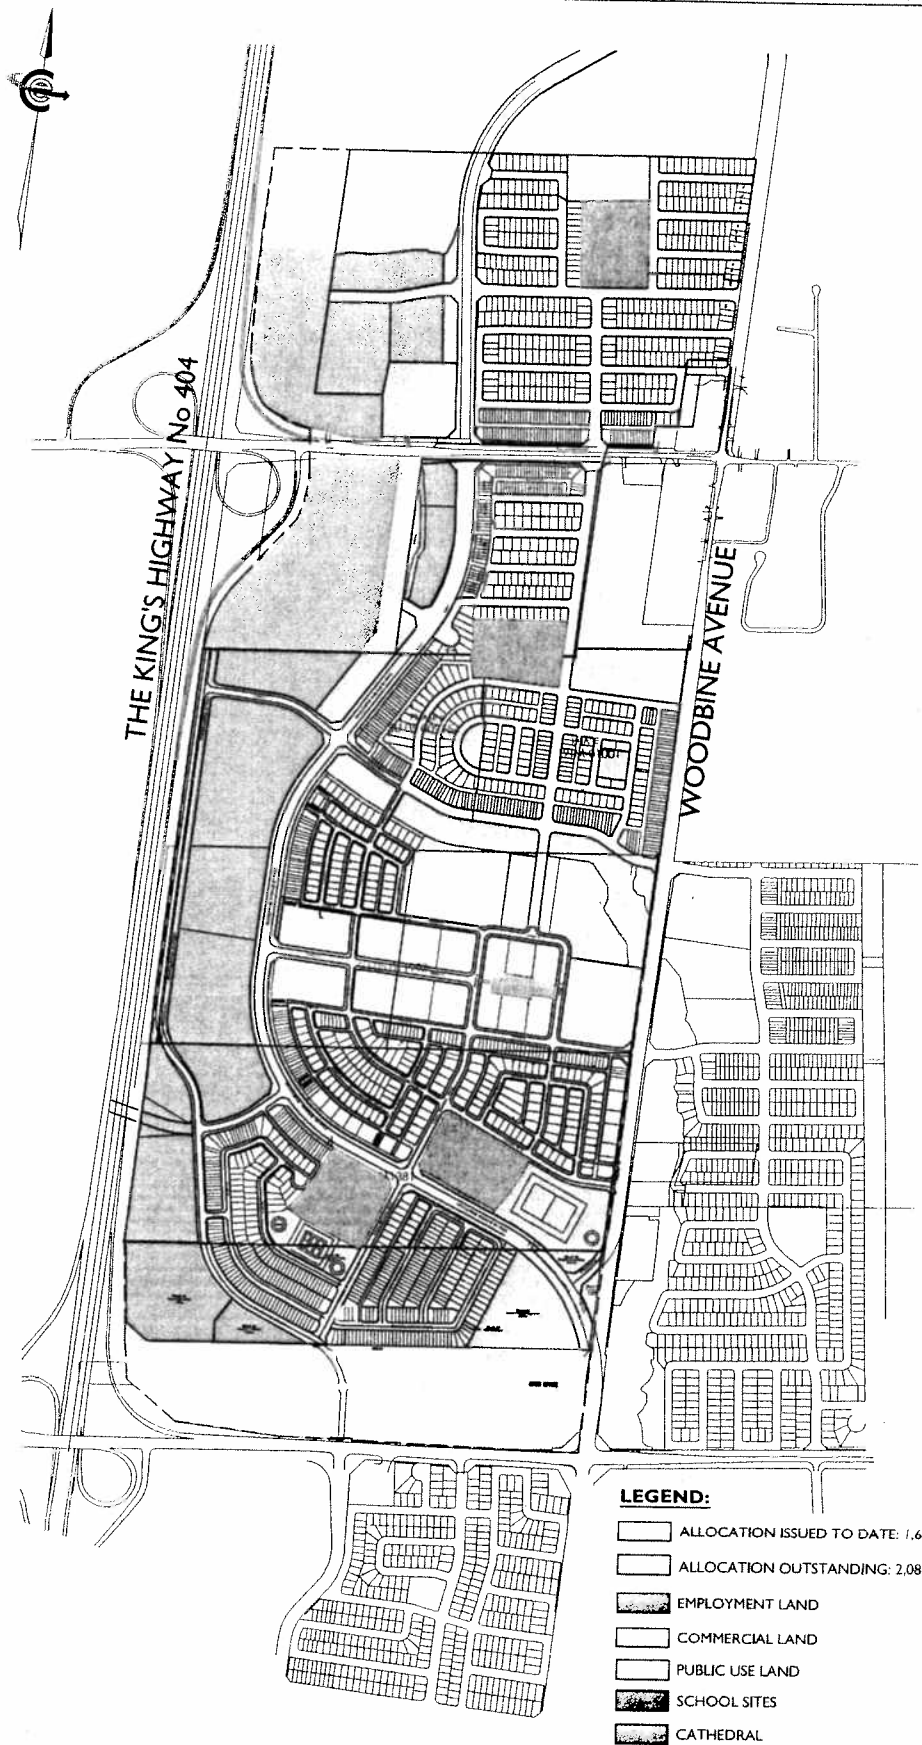 THE KING'S HIGHWAY No 404
WOODBINE AVENUE
LEGEND:
ALLOCATION ISSUED TO DATE: 1,6
ALLOCATION OUTSTANDING: 2,08
EMPLOYMENT LAND
COMMERCIAL LAND
PUBLIC USE LAND
SCHOOL SITES
CATHEDRAL